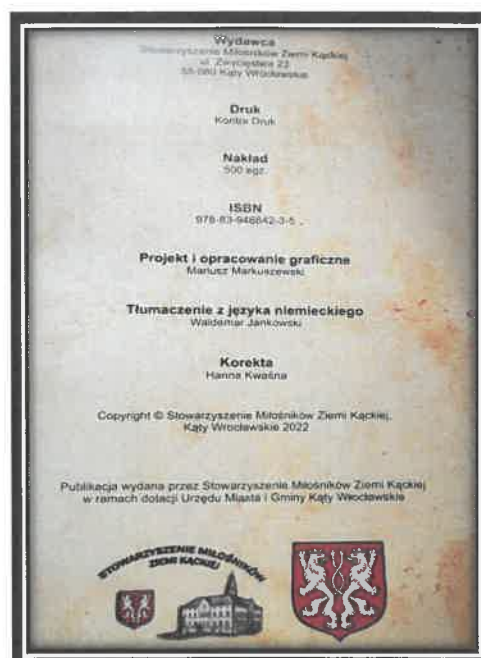 Wydawca
Stowarzyszenie Miłośników Ziemi Kąckiej
ul. Zwycięstwa 23
55-080 Kąty Wrocławskie
Druk
Kontra Druk
Nakład
500 egz.
ISBN
978-83-948842-3-5
Projekt i opracowanie graficzne
Mariusz Markuszewski
Tłumaczenie z języka niemieckiego
Waldemar Jankowski
Korekta
Hanna Kwaśna
Copyright © Stowarzyszenie Miłośników Ziemi Kąckiej,
Kąty Wrocławskie 2022
Publikacja wydana przez Stowarzyszenie Miłośników Ziemi Kąckiej
w ramach dotacji Urzędu Miasta i Gminy Kąty Wrocławskie
STOWARZYSZENIE MIŁOŚNIKÓW
ZIEMI KĄCKIEJ